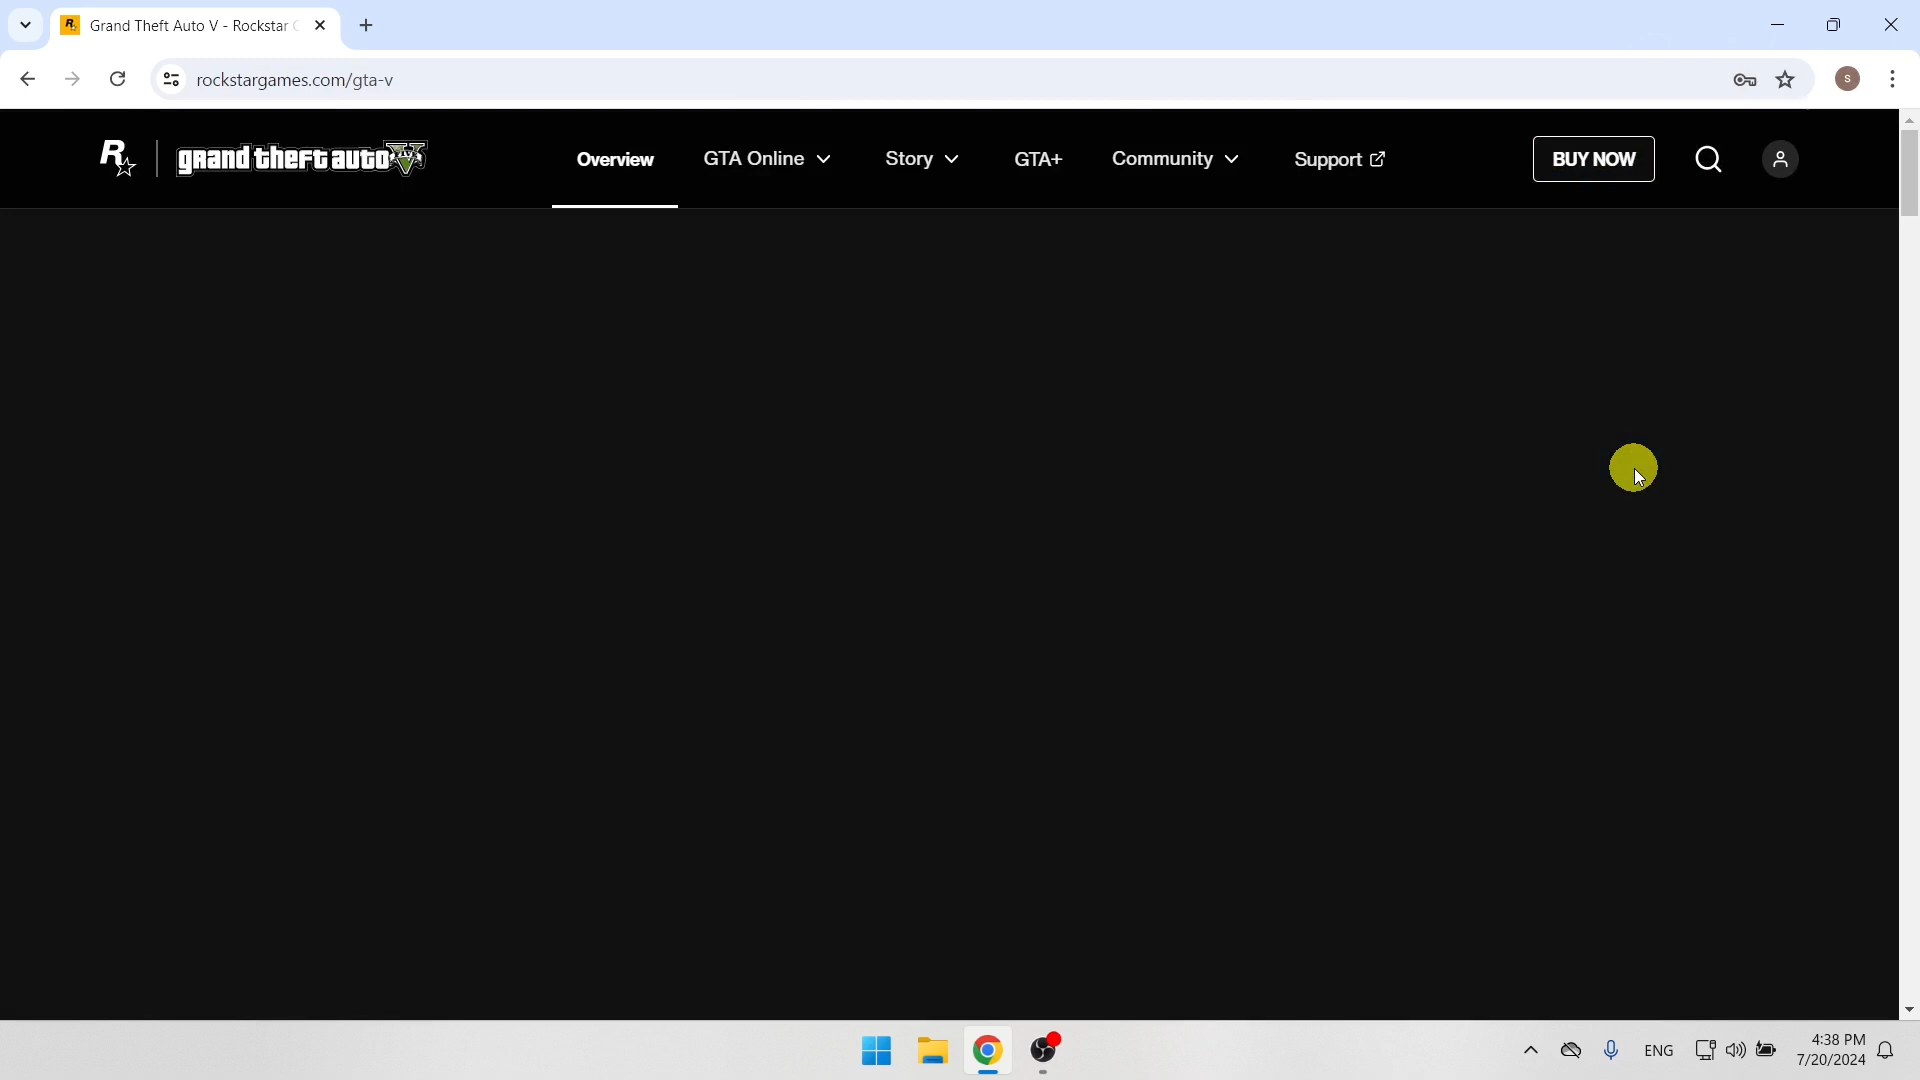 Grand Theft Auto V - Rockstar
rockstargames.com/gta-v
S
R
grand theft auto V
Overview
GTA Online
Story
GTA+
Community
Support
BUY NOW
ENG
4:38 PM
7/20/2024